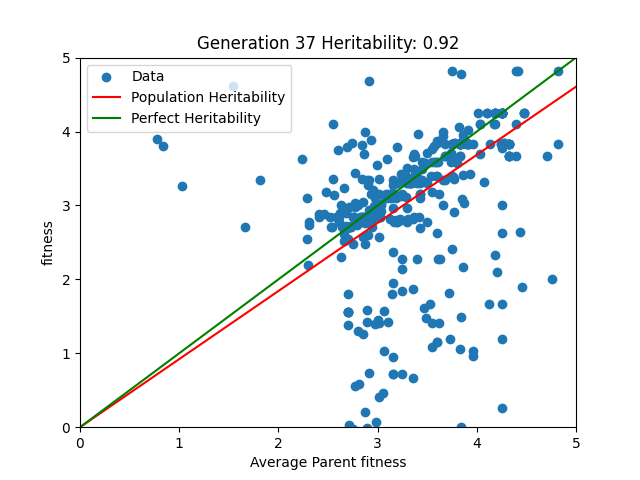 Generation 37 Heritability: 0.92
Data
Population Heritability
Perfect Heritability
5
4
3
2
1
0
fitness
0 1 2 3 4 5
Average Parent fitness